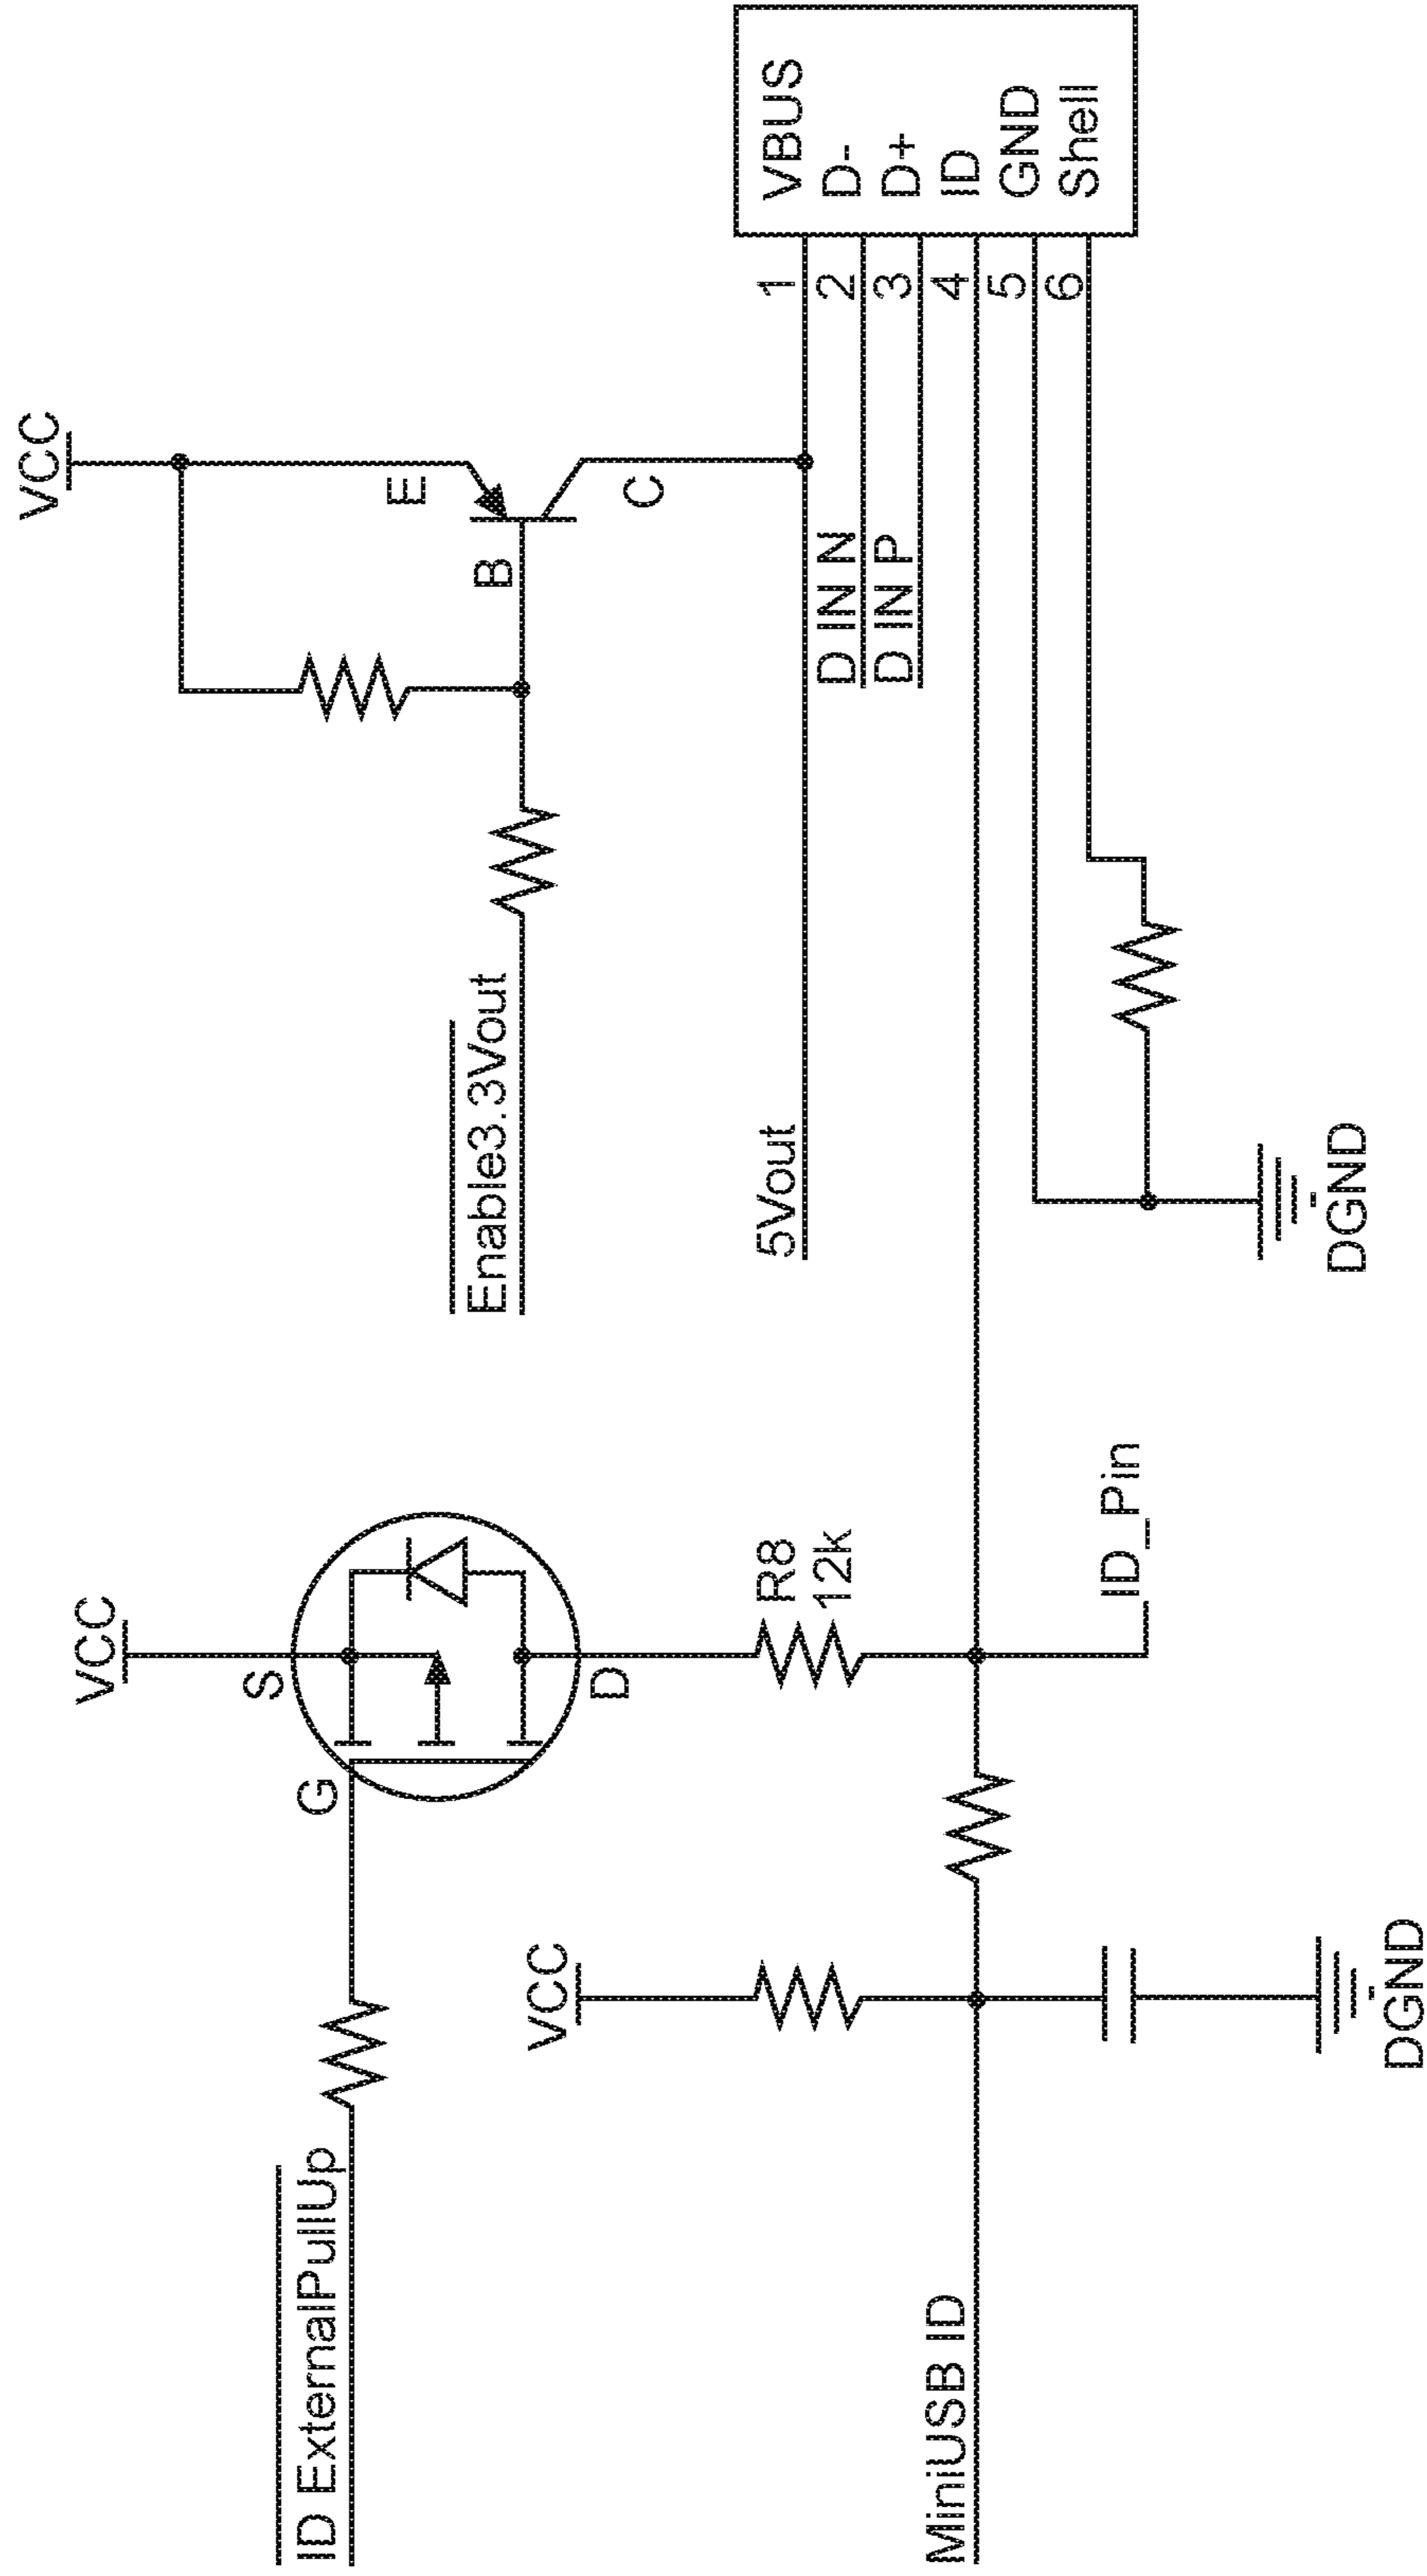 VCC
E
B
C
Enable3.3Vout
5Vout
D IN N
D IN P
1
2
3
4
5
6
VBUS
D-
D+
ID
GND
Shell
DGND
VCC
S
G
D
ID ExternalPullUp
R8
12k
VCC
MiniUSB ID
ID_Pin
DGND